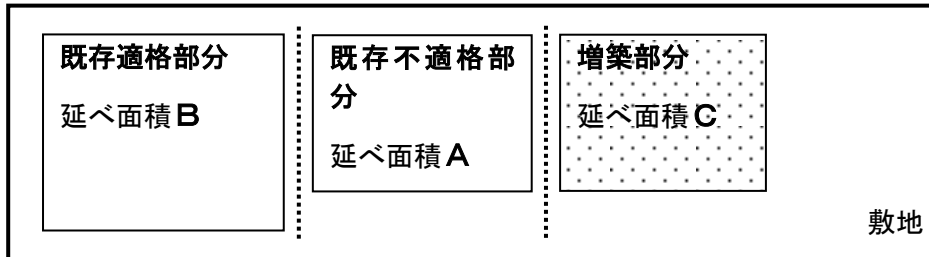 既存適格部分
延べ面積B
既存不適格部
分
延べ面積A
増築部分
延べ面積C
敷地